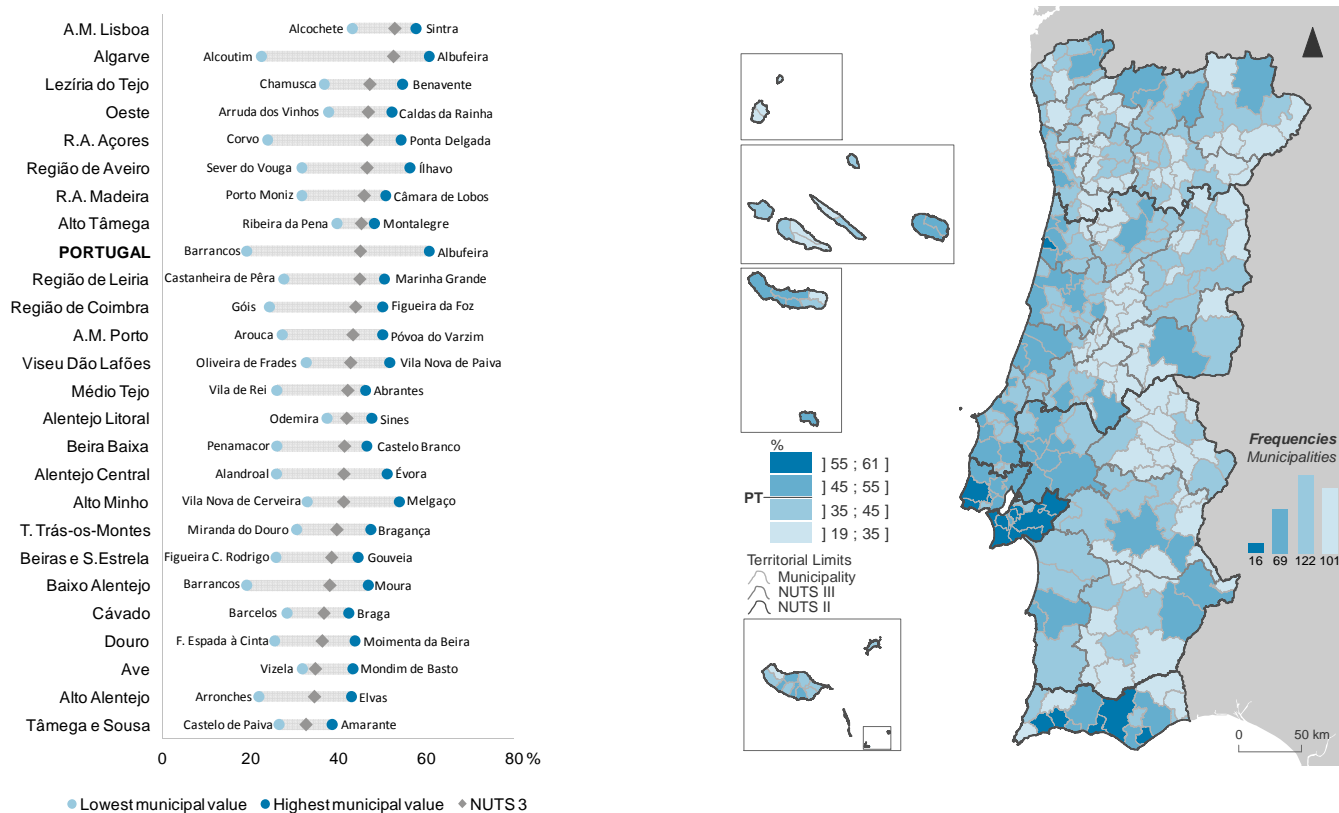 A.M. Lisboa Alcochete Sintra
Algarve Alcoutim Albufeira
Lezíria do Tejo Chamusca Benavente
Oeste Arruda dos Vinhos Caldas da Rainha
R.A. Açores Corvo Ponta Delgada
Região de Aveiro Sever do Vouga Ílhavo
R.A. Madeira Porto Moniz Câmara de Lobos
Alto Tâmega Ribeira da Pena Montalegre
PORTUGAL Barrancos Albufeira
Região de Leiria Castanheira de Pêra Marinha Grande
Região de Coimbra Góis Figueira da Foz
A.M. Porto Arouca Póvoa do Varzim
Viseu Dão Lafões Oliveira de Frades Vila Nova de Paiva
Médio Tejo Vila de Rei Abrantes
Alentejo Litoral Odemira Sines
Beira Baixa Penamacor Castelo Branco
Alentejo Central Alandroal Évora
Alto Minho Vila Nova de Cerveira Melgaço
T. Trás-os-Montes Miranda do Douro Bragança
Beiras e S.Estrela Figueira C. Rodrigo Gouveia
Baixo Alentejo Barrancos Moura
Cávado Barcelos Braga
Douro F. Espada à Cinta Moimenta da Beira
Ave Vizela Mondim de Basto
Alto Alentejo Arronches Elvas
Tâmega e Sousa Castelo de Paiva Amarante
0 20 40 60 80 %
Lowest municipal value Highest municipal value NUTS 3
%
] 55 ; 61 ]
] 45 ; 55 ]
PT
] 35 ; 45 ]
] 19 ; 35 ]
Territorial Limits
Municipality
NUTS III
NUTS II
Frequencies
Municipalities
16 69 122 101
0 50 km